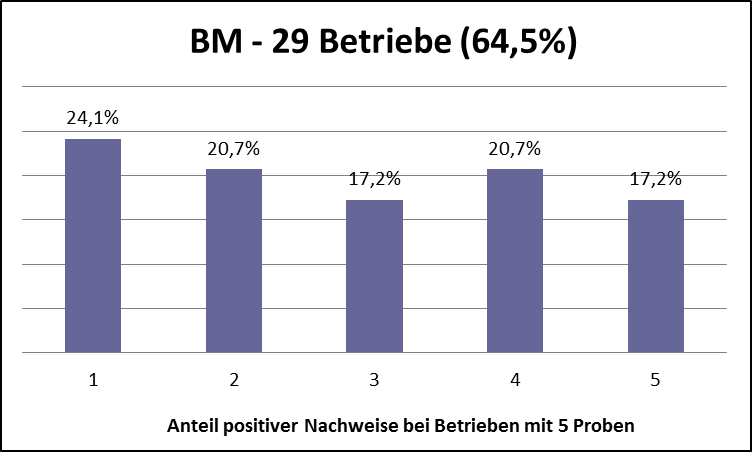 BM - 29 Betriebe (64,5%)
24,1%
20,7%
17,2%
20,7%
17,2%
1 2 3 4 5
Anteil positiver Nachweise bei Betrieben mit 5 Proben